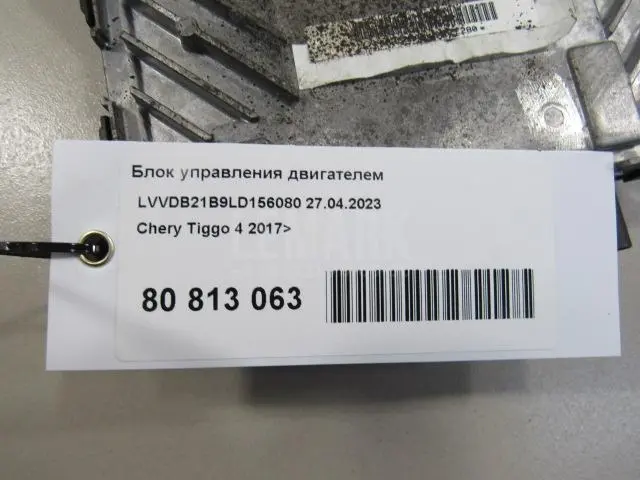 Блок управления двигателем
LVVDB21B9LD156080 27.04.2023
Chery Tiggo 4 2017>
80 813 063